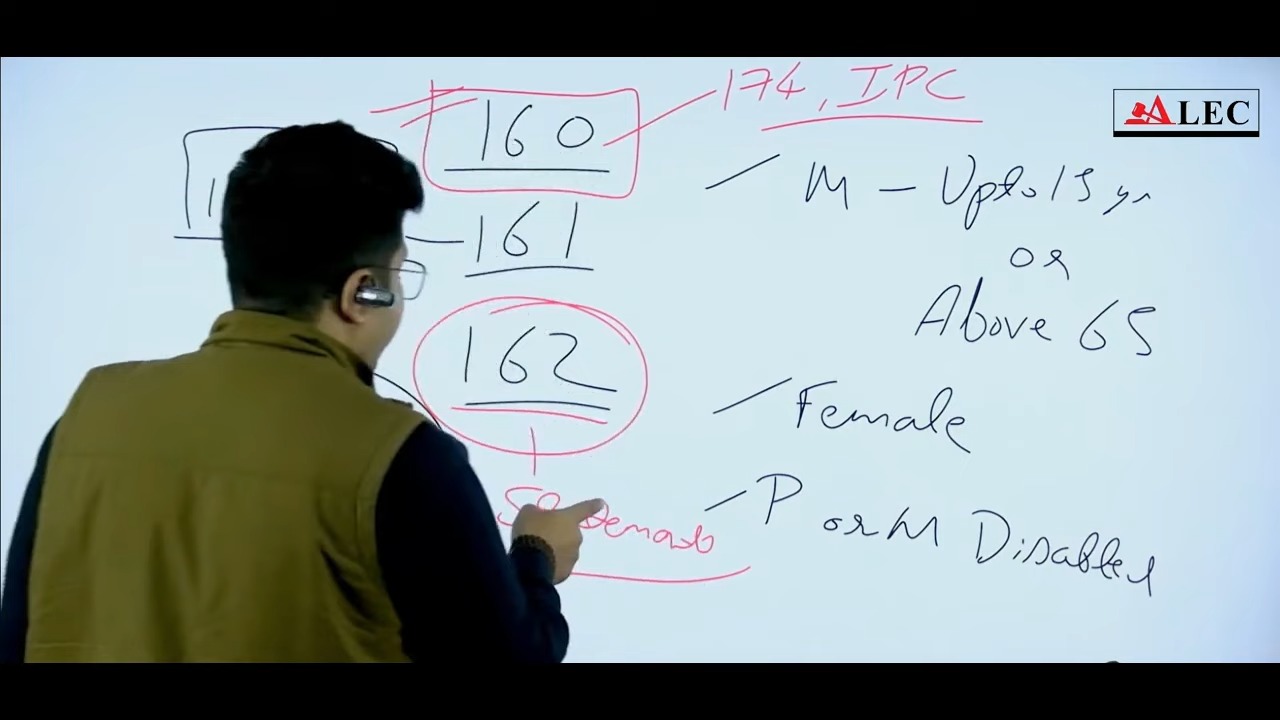 174, IPC
160
ALEC
M - Upto 15 yr
161
or
Above 65
162
Female
P or M Disabled